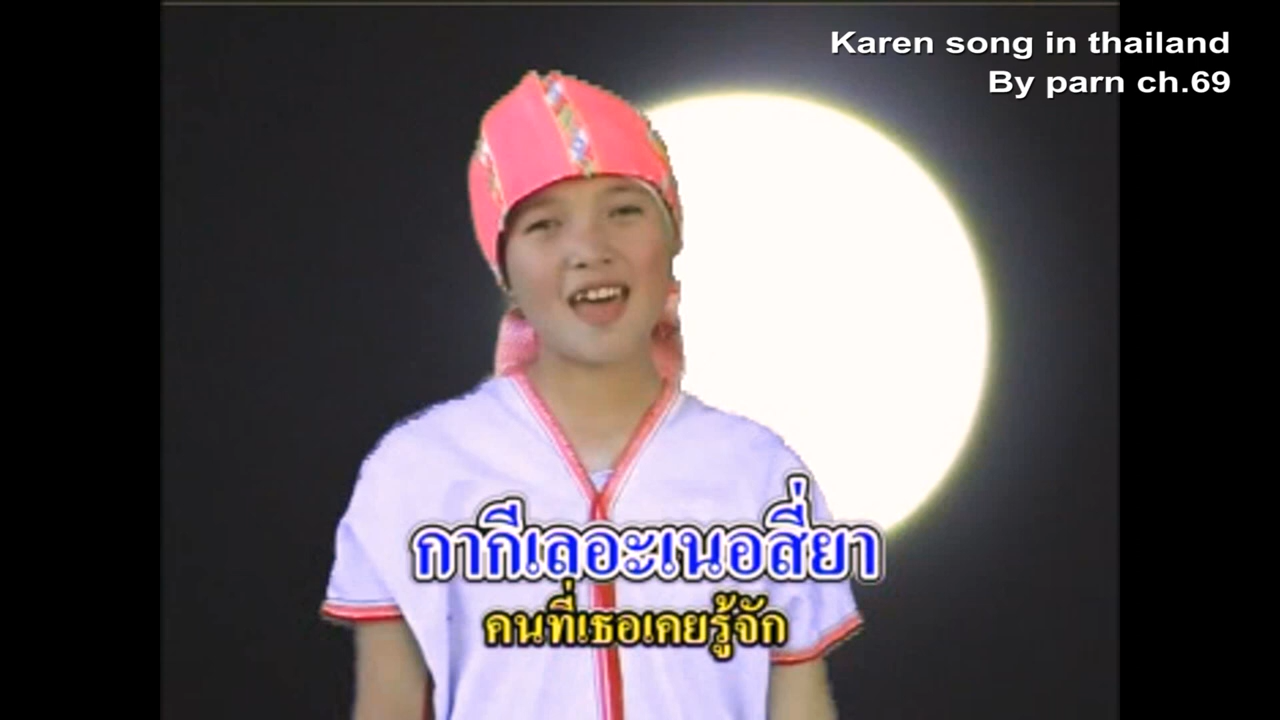 Karen song in thailand
By parn ch.69
กากีเลอะเนอสี่ยา
คนที่เธอเคยรู้จัก